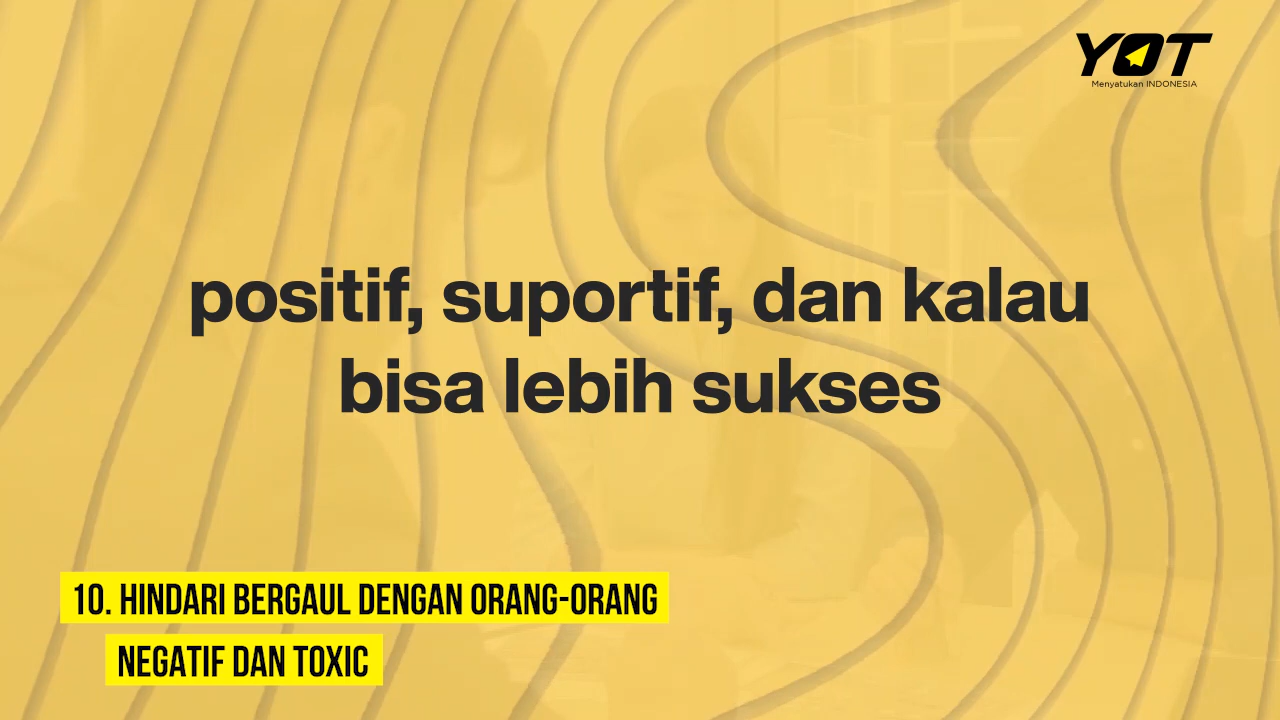 YOT
Menyatukan INDONESIA
positif, suportif, dan kalau
bisa lebih sukses
10. HINDARI BERGAUL DENGAN ORANG-ORANG
NEGATIF DAN TOXIC